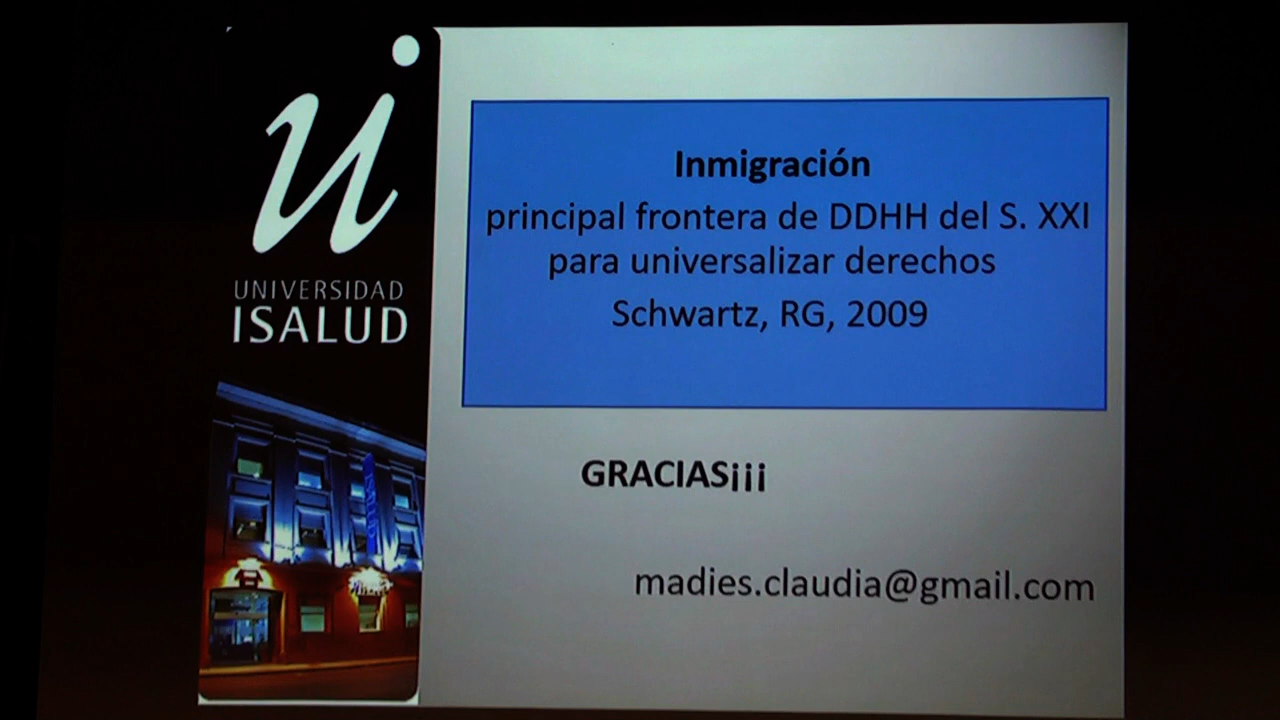 UNIVERSIDAD
ISALUD
Inmigración
principal frontera de DDHH del S. XXI
para universalizar derechos
Schwartz, RG, 2009
GRACIAS¡¡¡
madies.claudia@gmail.com